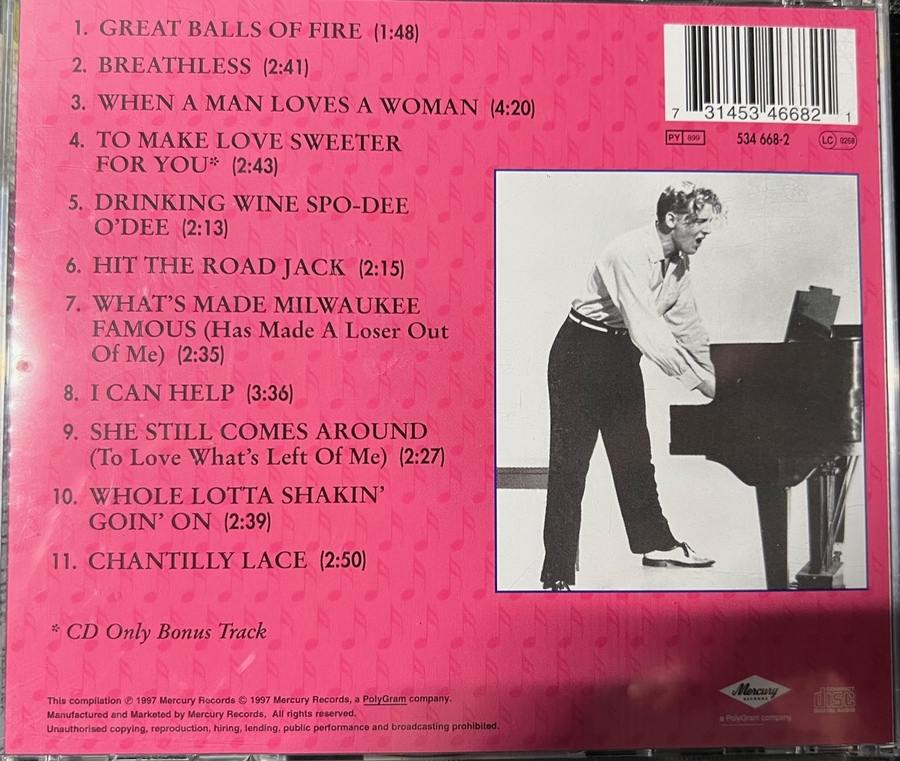 1. GREAT BALLS OF FIRE (1:48)
2. BREATHLESS (2:41)
3. WHEN A MAN LOVES A WOMAN (4:20)
4. TO MAKE LOVE SWEETER
FOR YOU* (2:43)
5. DRINKING WINE SPO-DEE
O'DEE (2:13)
6. HIT THE ROAD JACK (2:15)
7. WHAT'S MADE MILWAUKEE
FAMOUS (Has Made A Loser Out
Of Me) (2:35)
8. I CAN HELP (3:36)
9. SHE STILL COMES AROUND
(To Love What's Left Of Me) (2:27)
10. WHOLE LOTTA SHAKIN'
GOIN' ON (2:39)
11. CHANTILLY LACE (2:50)
* CD Only Bonus Track
7 31453 46682 1
PY 899 534 668-2 LC 0268
This compilation ℗ 1997 Mercury Records © 1997 Mercury Records, a PolyGram company.
Manufactured and Marketed by Mercury Records, All rights reserved.
Unauthorised copying, reproduction, hiring, lending, public performance and broadcasting prohibited.
Mercury
RECORDS
a PolyGram company
COMPACT
disc
DIGITAL AUDIO